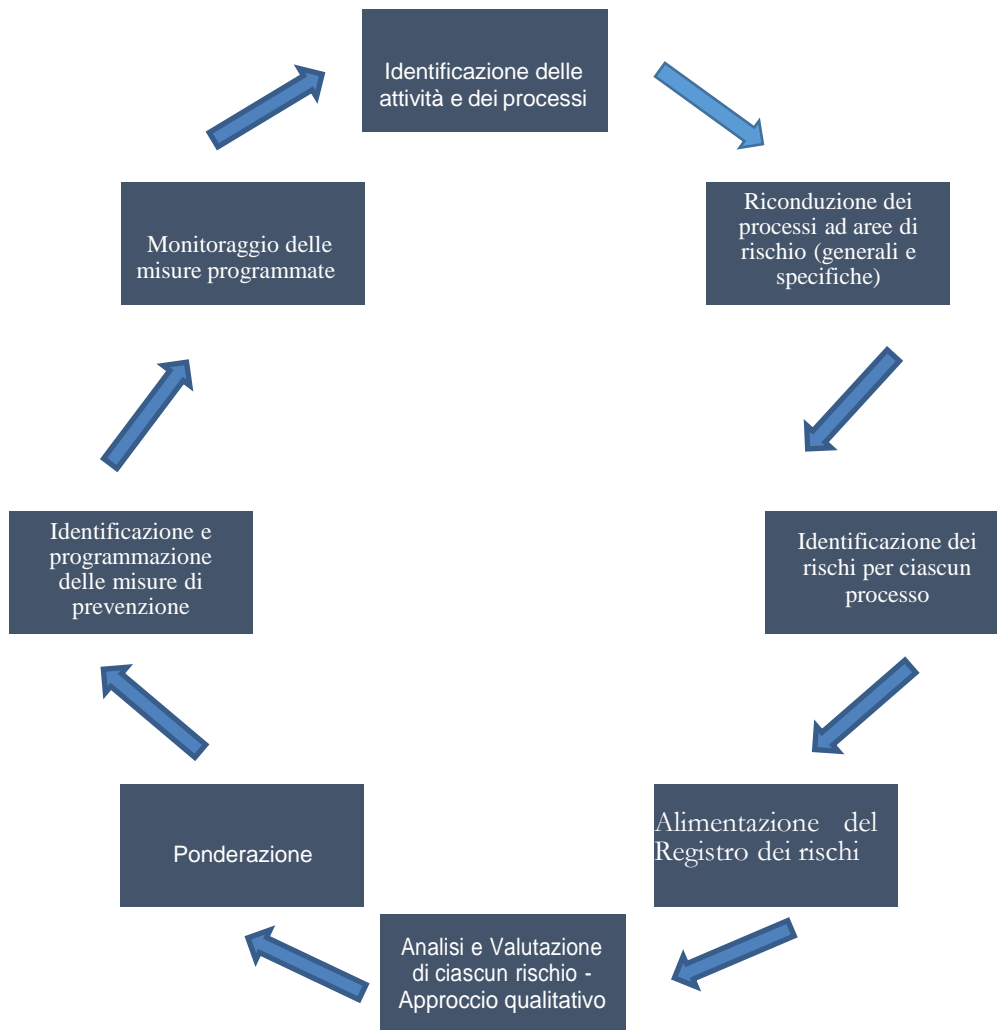 Identificazione delle
attività e dei processi
Riconduzione dei
processi ad aree di
rischio (generali e
specifiche)
Identificazione dei
rischi per ciascun
processo
Alimentazione del
Registro dei rischi
Analisi e Valutazione
di ciascun rischio -
Approccio qualitativo
Ponderazione
Identificazione e
programmazione
delle misure di
prevenzione
Monitoraggio delle
misure programmate